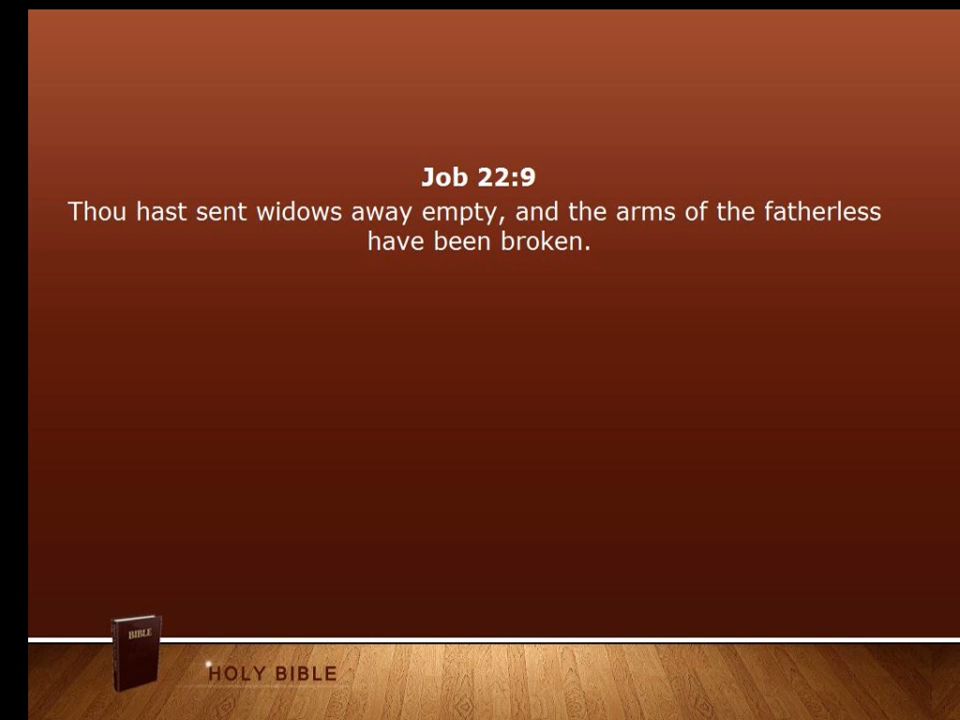 Job 22:9
Thou hast sent widows away empty, and the arms of the fatherless
have been broken.
BIBLE
HOLY BIBLE